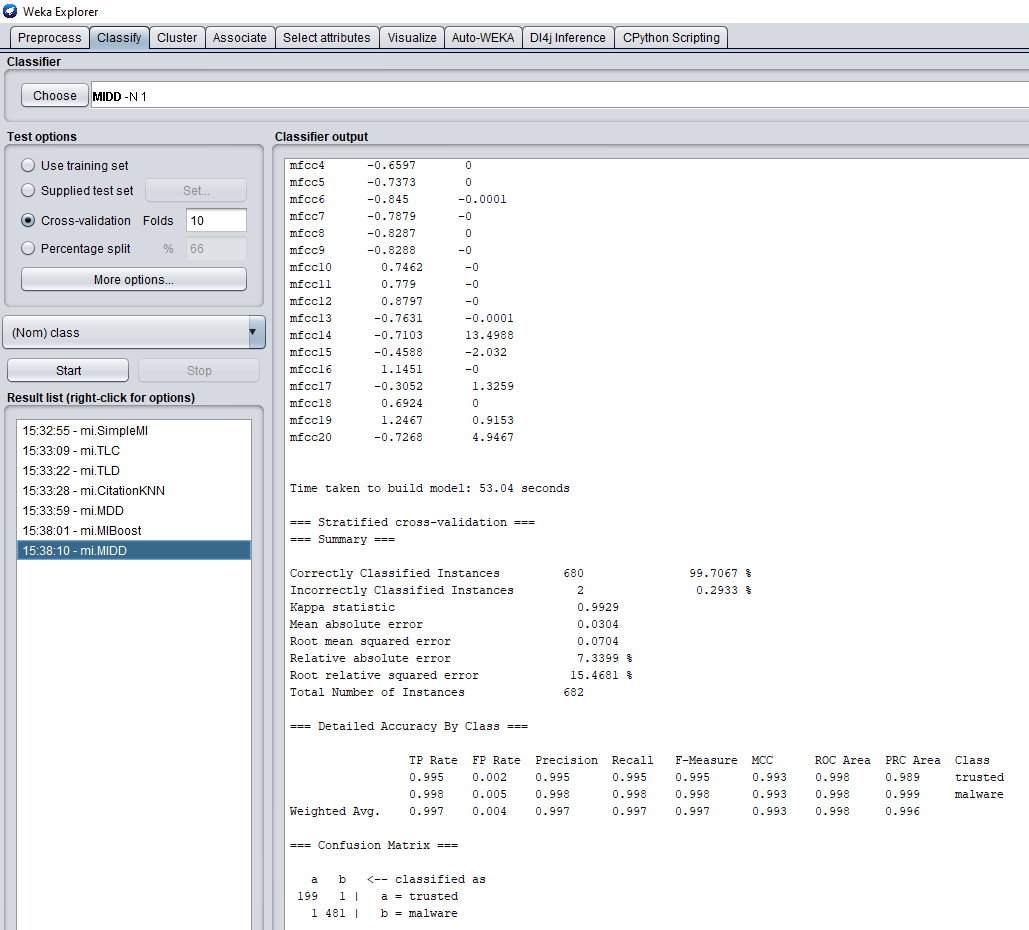 Weka Explorer
Preprocess Classify Cluster Associate Select attributes Visualize Auto-WEKA Dl4j Inference CPython Scripting
Classifier
Choose MIDD -N 1
Test options
Use training set
Supplied test set Set...
Cross-validation Folds 10
Percentage split % 66
More options...
(Nom) class
Start Stop
Result list (right-click for options)
15:32:55 - mi.SimpleMI
15:33:09 - mi.TLC
15:33:22 - mi.TLD
15:33:28 - mi.CitationKNN
15:33:59 - mi.MDD
15:38:01 - mi.MIBoost
15:38:10 - mi.MIDD
Classifier output
mfcc4 -0.6597 0
mfcc5 -0.7373 0
mfcc6 -0.845 -0.0001
mfcc7 -0.7879 -0
mfcc8 -0.8287 0
mfcc9 -0.8288 -0
mfcc10 0.7462 -0
mfcc11 0.779 -0
mfcc12 0.8797 -0
mfcc13 -0.7631 -0.0001
mfcc14 -0.7103 13.4988
mfcc15 -0.4588 -2.032
mfcc16 1.1451 -0
mfcc17 -0.3052 1.3259
mfcc18 0.6924 0
mfcc19 1.2467 0.9153
mfcc20 -0.7268 4.9467
Time taken to build model: 53.04 seconds
=== Stratified cross-validation ===
=== Summary ===
Correctly Classified Instances 680 99.7067 %
Incorrectly Classified Instances 2 0.2933 %
Kappa statistic 0.9929
Mean absolute error 0.0304
Root mean squared error 0.0704
Relative absolute error 7.3399 %
Root relative squared error 15.4681 %
Total Number of Instances 682
=== Detailed Accuracy By Class ===
TP Rate FP Rate Precision Recall F-Measure MCC ROC Area PRC Area Class
0.995 0.002 0.995 0.995 0.995 0.993 0.998 0.989 trusted
0.998 0.005 0.998 0.998 0.998 0.993 0.998 0.999 malware
Weighted Avg. 0.997 0.004 0.997 0.997 0.997 0.993 0.998 0.996
=== Confusion Matrix ===
a b <-- classified as
199 1 | a = trusted
1 481 | b = malware